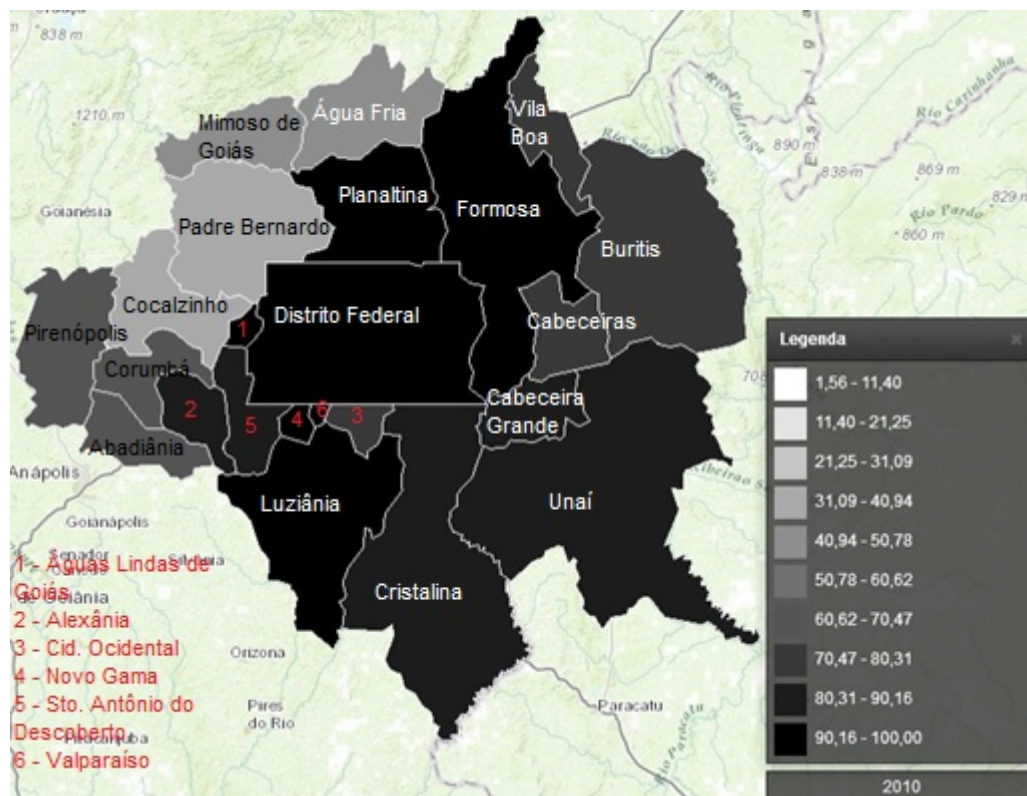 838 m
1210 m
Mimoso de
Goiás
Água Fria
Vila
Boa
890 m
838 m
869 m
829 m
Rio Carinhanha
Goianésia
Planaltina
Formosa
Rio Pardo
860 m
Padre Bernardo
Buritis
Cocalzinho
Distrito Federal
Pirenópolis
1
Cabeceiras
Corumbá
708
2
5
4
6
3
Cabeceira
Grande
Abadiânia
Anápolis
Luziânia
Unaí
Goianápolis
Senador
Cristalina
1 - Águas Lindas de
Goiás
de Goiânia
2 - Alexânia
3 - Cid. Ocidental
Orizona
4 - Novo Gama
5 - Sto. Antônio do
Descoberto
Pires
do Rio
Paracatu
6 - Valparaíso
Legenda
1,56 - 11,40
11,40 - 21,25
21,25 - 31,09
31,09 - 40,94
40,94 - 50,78
50,78 - 60,62
60,62 - 70,47
70,47 - 80,31
80,31 - 90,16
90,16 - 100,00
2010